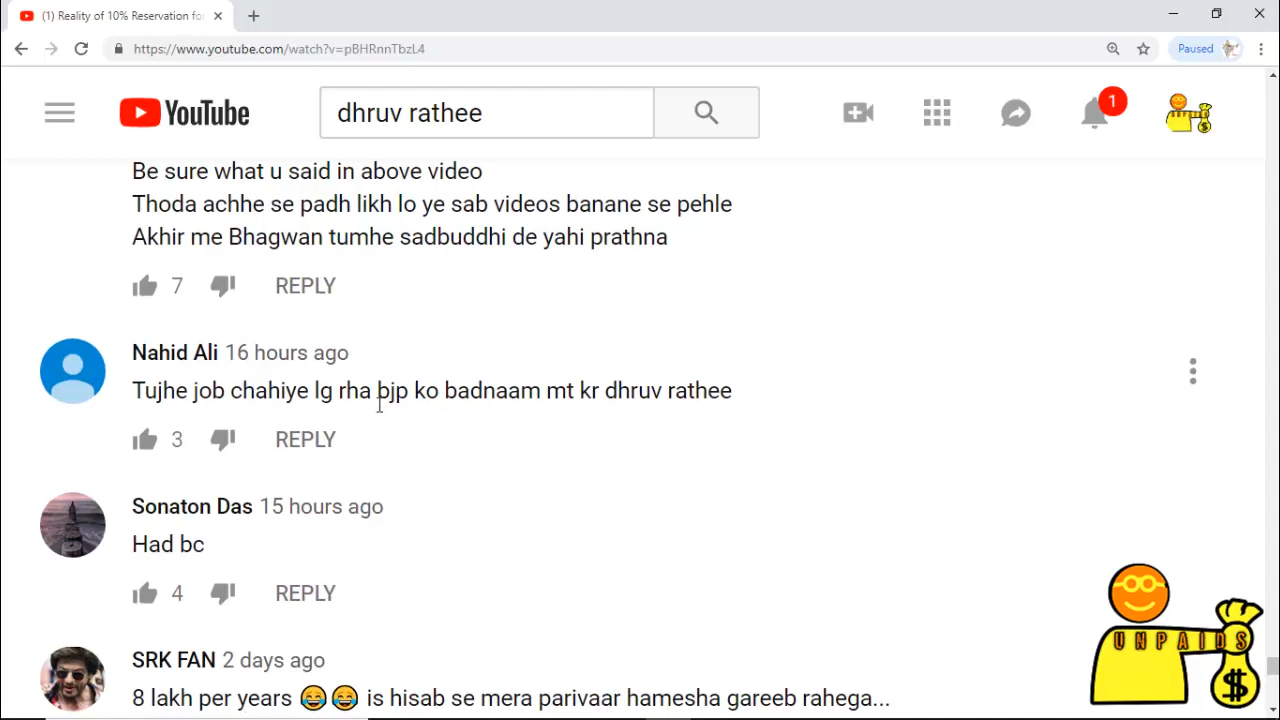 (1) Reality of 10% Reservation for
https://www.youtube.com/watch?v=pBHRnnTbzL4
Paused
YouTube
dhruv rathee
1
Be sure what u said in above video
Thoda achhe se padh likh lo ye sab videos banane se pehle
Akhir me Bhagwan tumhe sadbuddhi de yahi prathna
7 REPLY
Nahid Ali 16 hours ago
Tujhe job chahiye lg rha bjp ko badnaam mt kr dhruv rathee
3 REPLY
Sonaton Das 15 hours ago
Had bc
4 REPLY
UNPAIDS
$
SRK FAN 2 days ago
8 lakh per years 😂😂 is hisab se mera parivaar hamesha gareeb rahega...